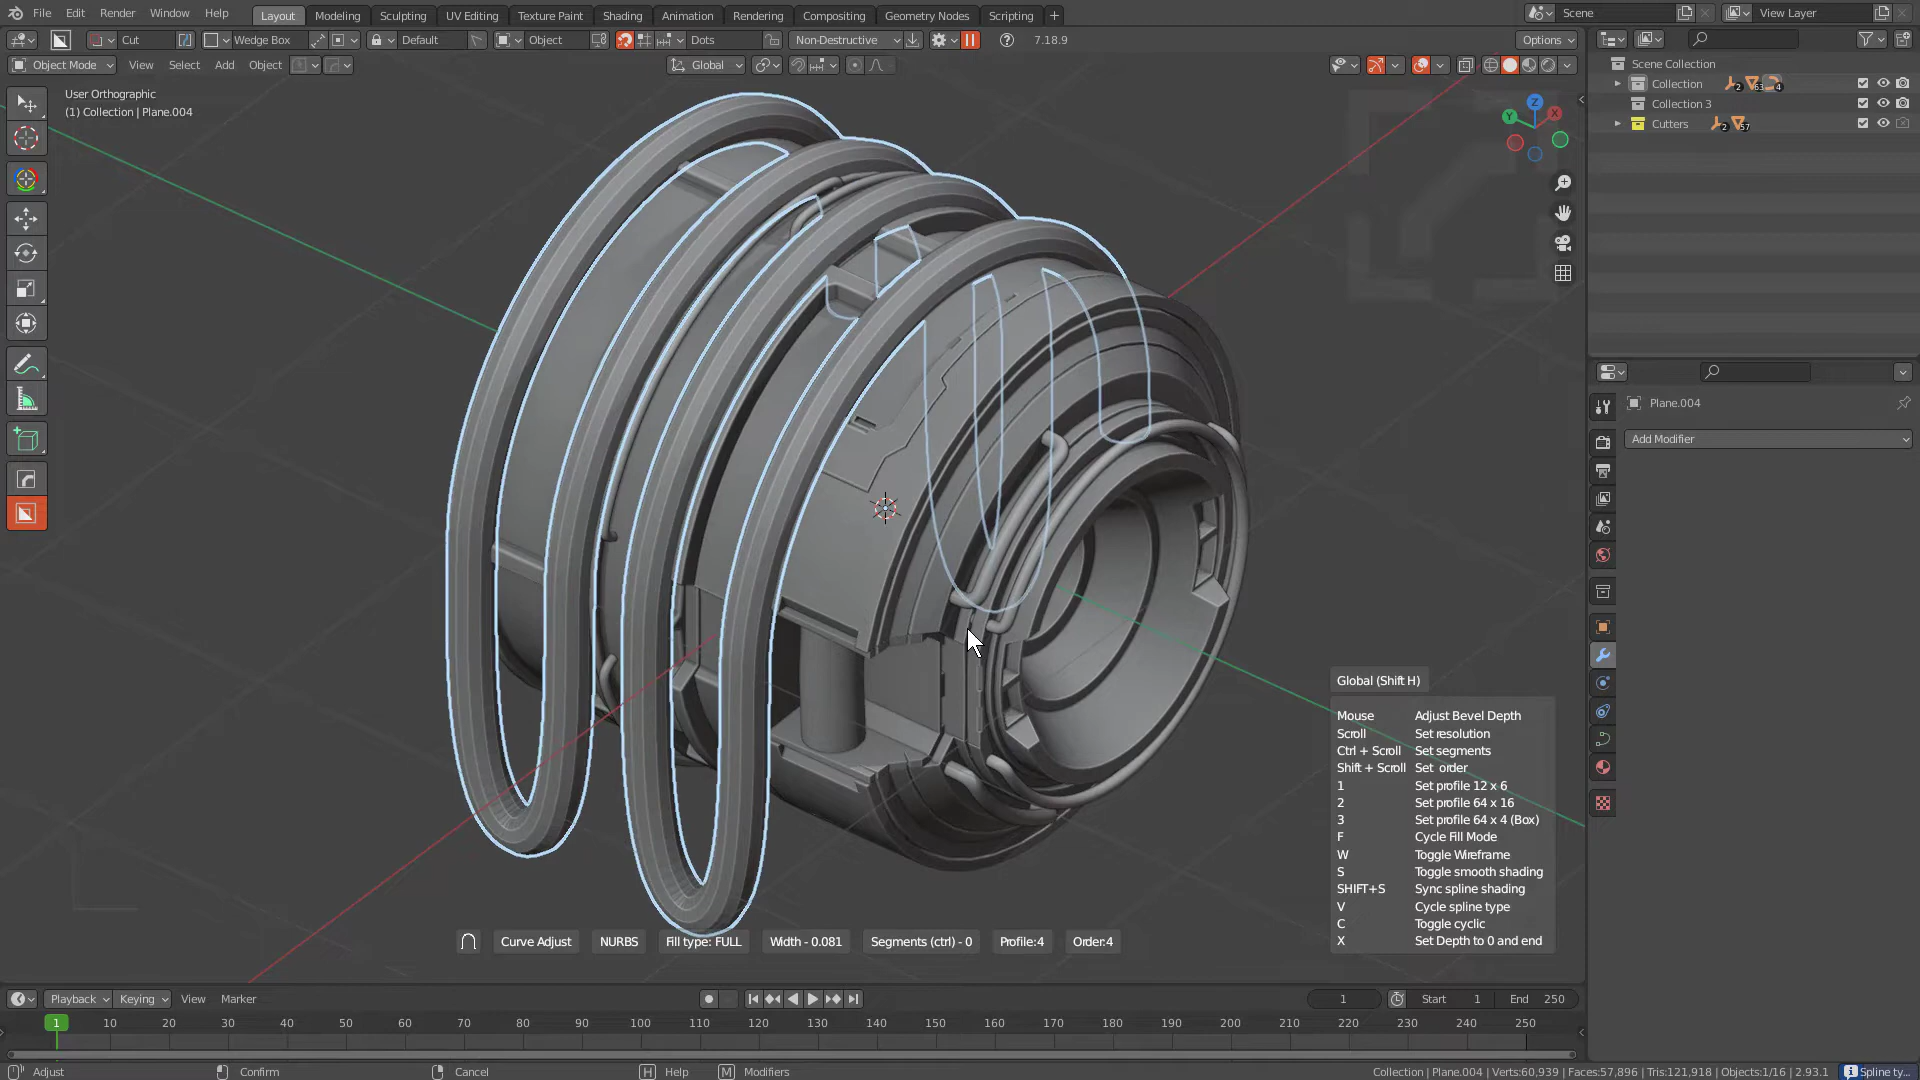 File Edit Render Window Help Layout Modeling Sculpting UV Editing Texture Paint Shading Animation Rendering Compositing Geometry Nodes Scripting + Scene View Layer
Cut Wedge Box Default Object Dots Non-Destructive 7.18.9 Options
Object Mode View Select Add Object Global
User Orthographic
(1) Collection | Plane.004
Scene Collection
Collection 2 63 4
Collection 3
Cutters 2 57
Z
Y
X
Plane.004
Add Modifier
Global (Shift H)
Mouse Adjust Bevel Depth
Scroll Set resolution
Ctrl + Scroll Set segments
Shift + Scroll Set order
1 Set profile 12 x 6
2 Set profile 64 x 16
3 Set profile 64 x 4 (Box)
F Cycle Fill Mode
W Toggle Wireframe
S Toggle smooth shading
SHIFT+S Sync spline shading
V Cycle spline type
C Toggle cyclic
X Set Depth to 0 and end
Curve Adjust NURBS Fill type: FULL Width - 0.081 Segments (ctrl) - 0 Profile:4 Order:4
Playback Keying View Marker 1 Start 1 End 250
1 10 20 30 40 50 60 70 80 90 100 110 120 130 140 150 160 170 180 190 200 210 220 230 240 250
Adjust Confirm Cancel H Help M Modifiers Collection | Plane.004 | Verts:60,939 | Faces:57,896 | Tris:121,918 | Objects:1/16 | 2.93.1 Spline ty...